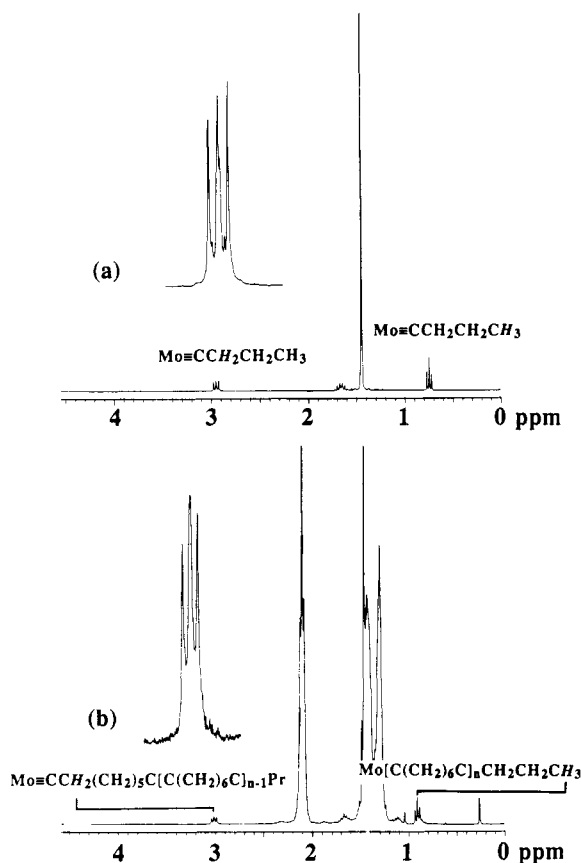 (a)
Mo≡CCH2CH2CH3
Mo≡CCH2CH2CH3
4 3 2 1 0 ppm
(b)
Mo≡CCH2(CH2)5C[C(CH2)6C]n-1Pr
Mo[C(CH2)6C]nCH2CH2CH3
4 3 2 1 0 ppm